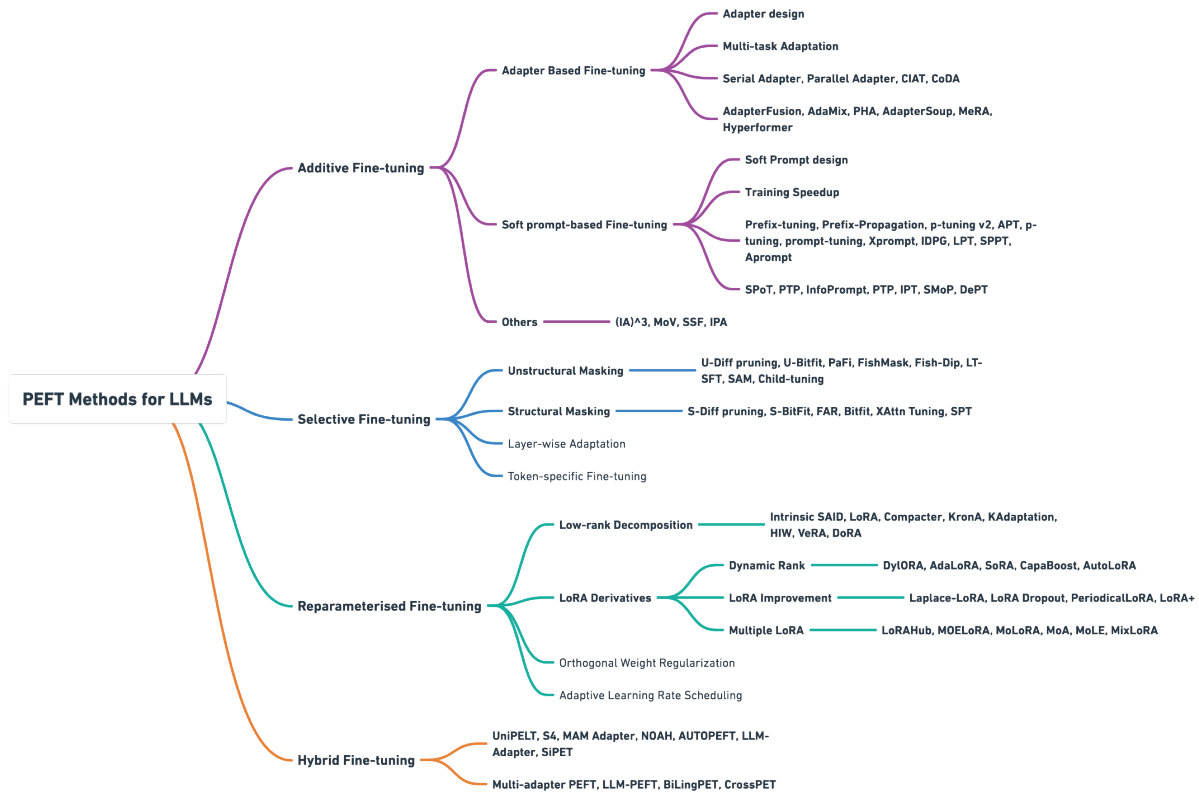 PEFT Methods for LLMs
Additive Fine-tuning
Adapter Based Fine-tuning
Adapter design
Multi-task Adaptation
Serial Adapter, Parallel Adapter, CIAT, CoDA
AdapterFusion, AdaMix, PHA, AdapterSoup, MeRA,
Hyperformer
Soft prompt-based Fine-tuning
Soft Prompt design
Training Speedup
Prefix-tuning, Prefix-Propagation, p-tuning v2, APT, p-
tuning, prompt-tuning, Xprompt, IDPG, LPT, SPPT,
Aprompt
SPoT, PTP, InfoPrompt, PTP, IPT, SMoP, DePT
Others
(IA)^3, MoV, SSF, IPA
Selective Fine-tuning
Unstructural Masking
U-Diff pruning, U-Bitfit, PaFi, FishMask, Fish-Dip, LT-
SFT, SAM, Child-tuning
Structural Masking
S-Diff pruning, S-BitFit, FAR, Bitfit, XAttn Tuning, SPT
Layer-wise Adaptation
Token-specific Fine-tuning
Reparameterised Fine-tuning
Low-rank Decomposition
Intrinsic SAID, LoRA, Compacter, KronA, KAdaptation,
HIW, VeRA, DoRA
LoRA Derivatives
Dynamic Rank
DylORA, AdaLoRA, SoRA, CapaBoost, AutoLoRA
LoRA Improvement
Laplace-LoRA, LoRA Dropout, PeriodicalLoRA, LoRA+
Multiple LoRA
LoRAHub, MOELoRA, MoLoRA, MoA, MoLE, MixLoRA
Orthogonal Weight Regularization
Adaptive Learning Rate Scheduling
Hybrid Fine-tuning
UniPELT, S4, MAM Adapter, NOAH, AUTOPEFT, LLM-
Adapter, SiPET
Multi-adapter PEFT, LLM-PEFT, BiLingPET, CrossPET